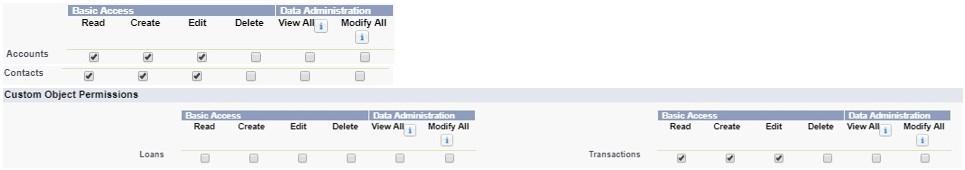 Basic Access Data Administration
Read Create Edit Delete View All Modify All
Accounts
Contacts
Custom Object Permissions
Basic Access Data Administration Basic Access Data Administration
Read Create Edit Delete View All Modify All Read Create Edit Delete View All Modify All
Loans Transactions